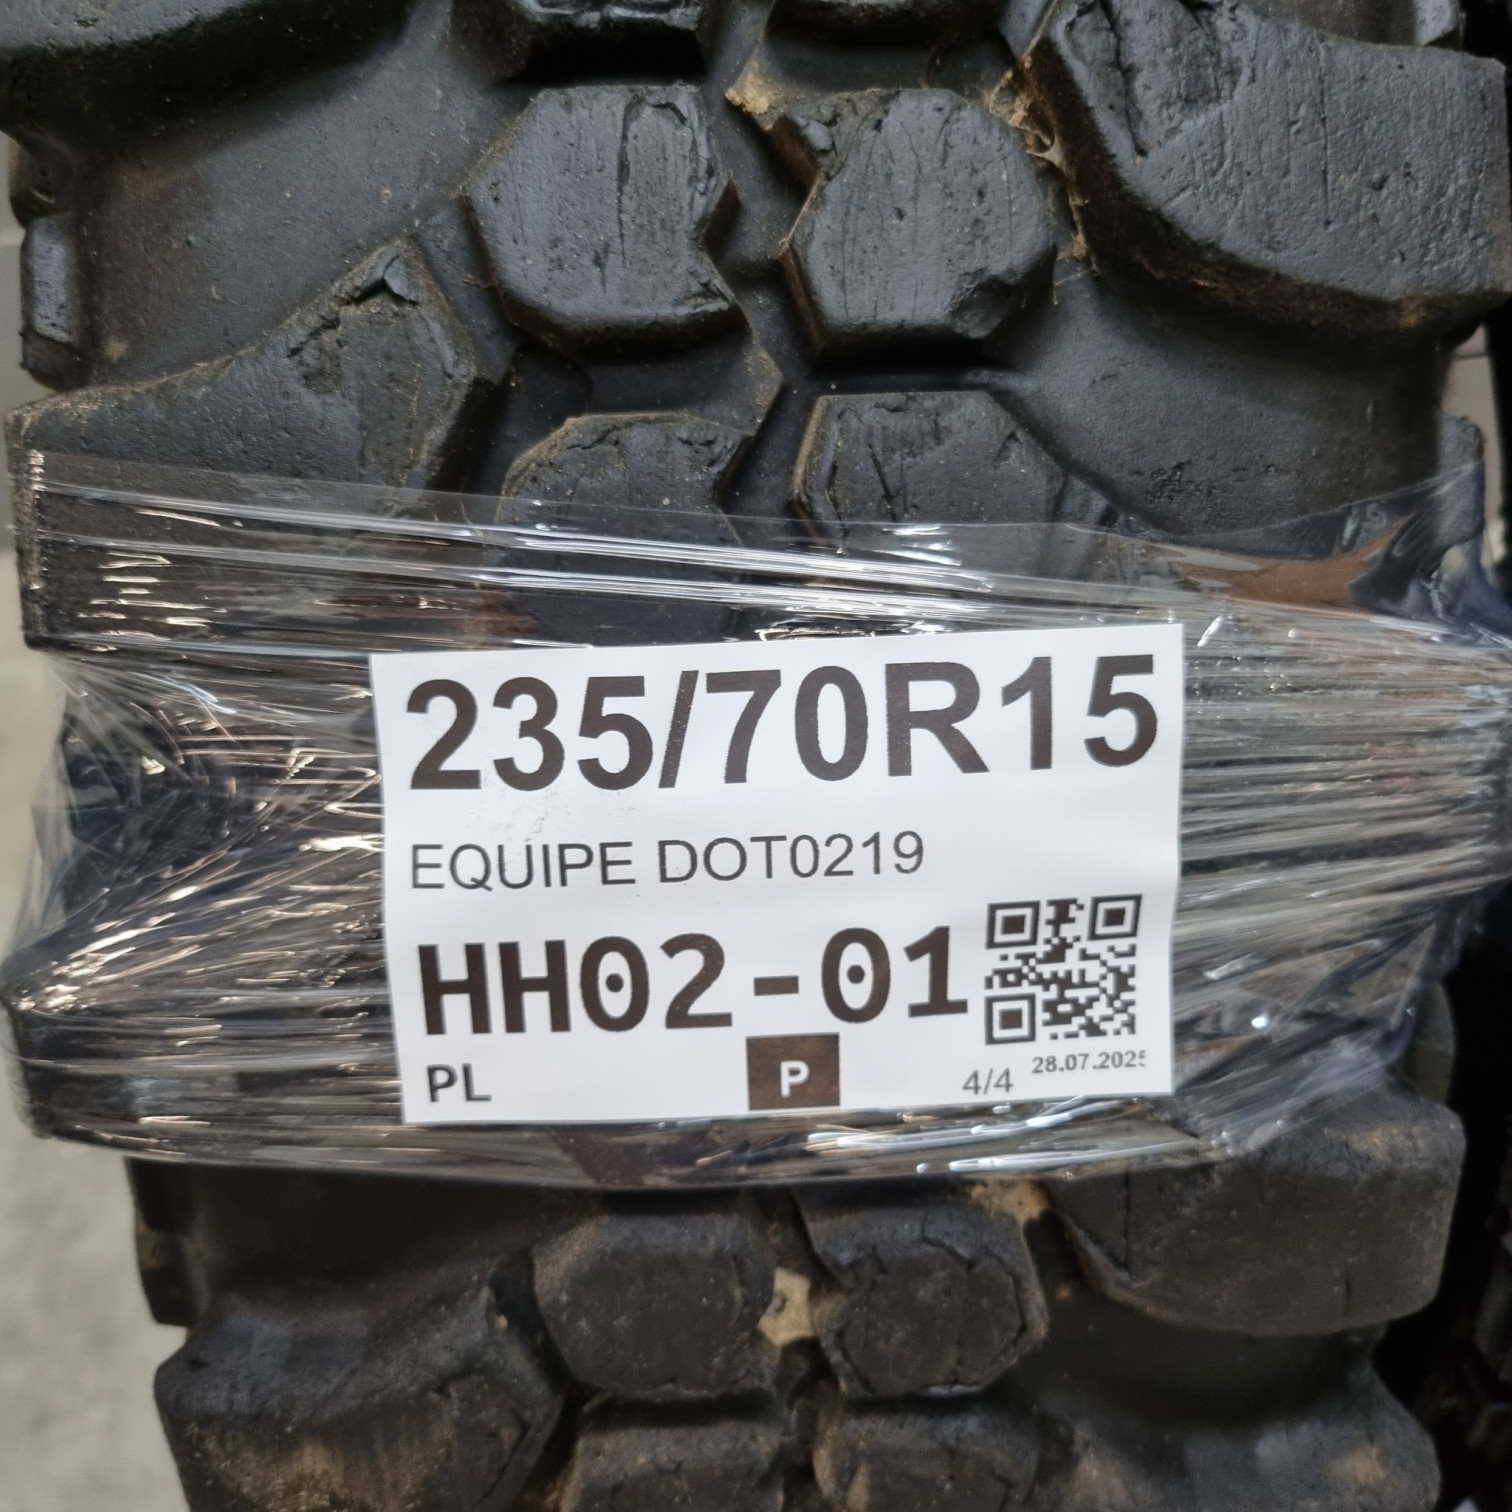 235/70R15
EQUIPE DOT0219
HH02-01
PL
P
4/4
28.07.2025